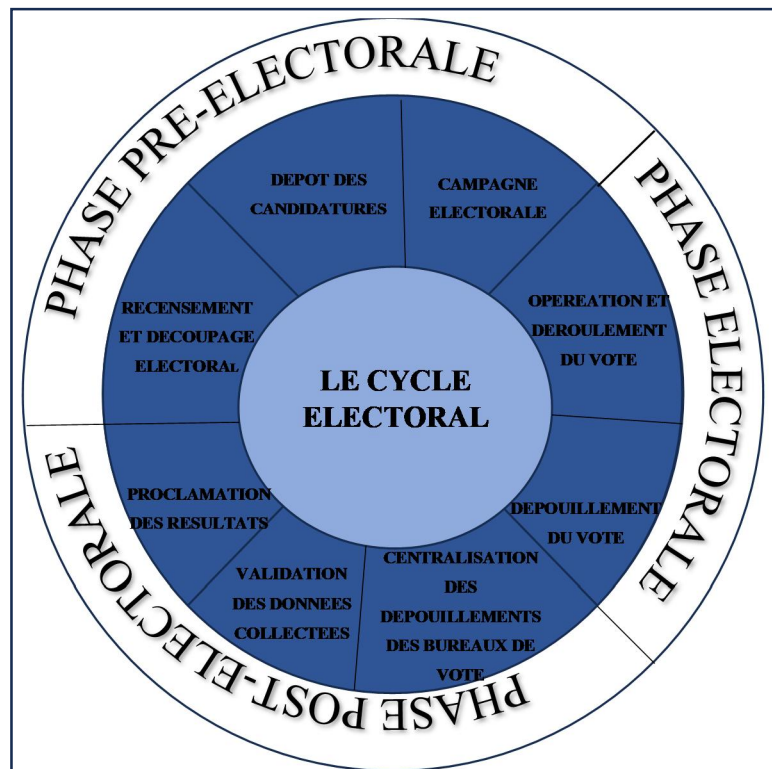 PHASE PRE-ELECTORALE
PHASE ELECTORALE
PHASE POST-ELECTORALE
DEPOT DES
CANDIDATURES
CAMPAGNE
ELECTORALE
RECENSEMENT
ET DECOUPAGE
ELECTORAL
OPEREATION ET
DEROULEMENT
DU VOTE
LE CYCLE
ELECTORAL
PROCLAMATION
DES RESULTATS
DEPOUILLEMENT
DU VOTE
VALIDATION
DES DONNEES
COLLECTEES
CENTRALISATION
DES
DEPOUILLEMENTS
DES BUREAUX DE
VOTE